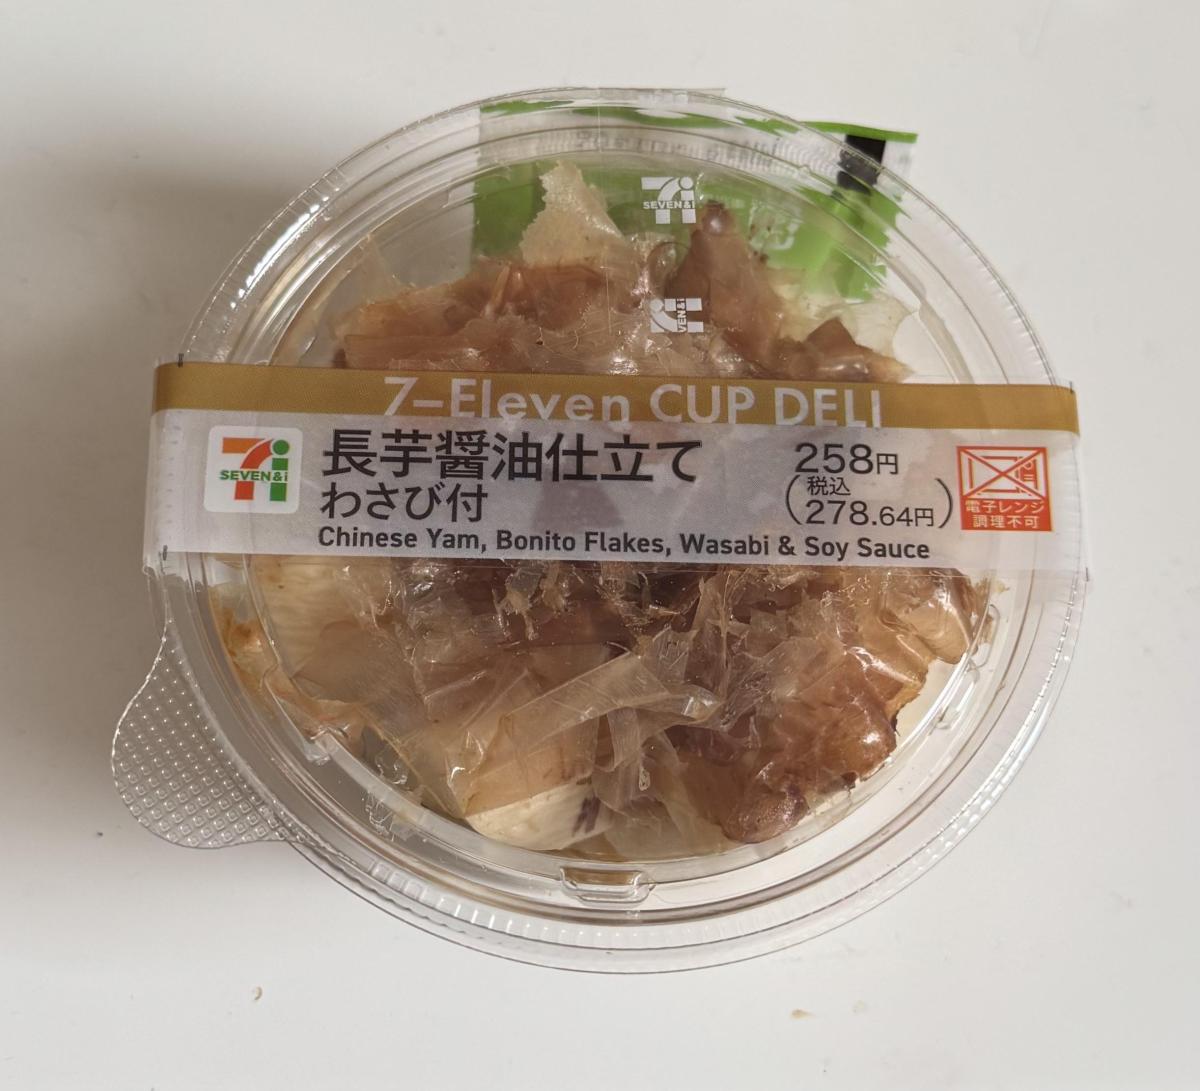 SEVEN&i
7-Eleven CUP DELI
SEVEN&i
長芋醤油仕立て
わさび付
Chinese Yam, Bonito Flakes, Wasabi & Soy Sauce
258円
(税込
278.64円)
電子レンジ
調理不可